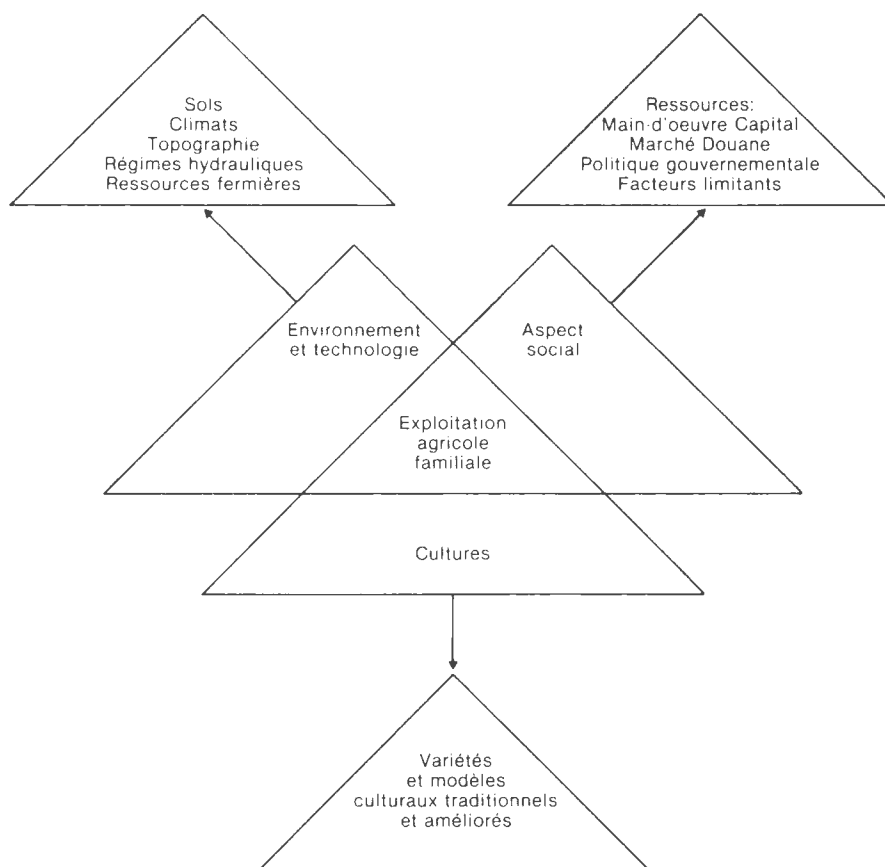 Sols
Climats
Topographie
Régimes hydrauliques
Ressources fermières
Ressources:
Main-d'oeuvre Capital
Marché Douane
Politique gouvernementale
Facteurs limitants
Environnement
et technologie
Aspect
social
Exploitation
agricole
familiale
Cultures
Variétés
et modèles
culturaux traditionnels
et améliorés